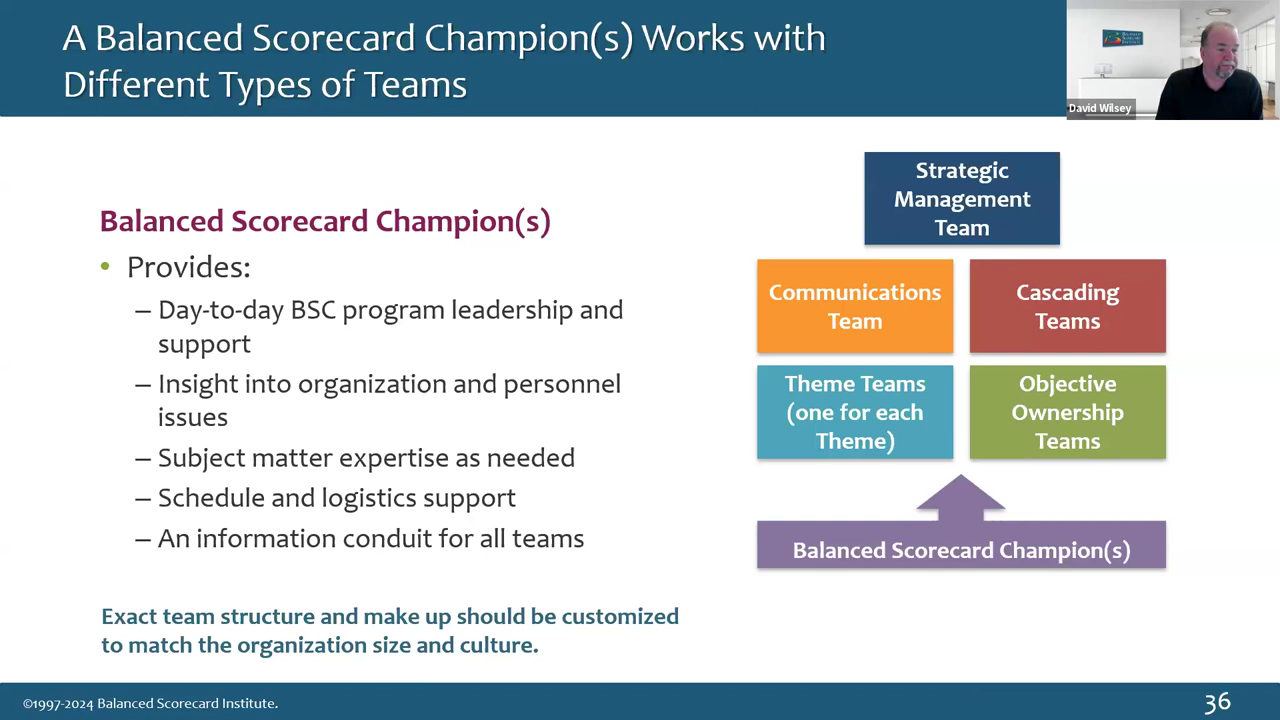 A Balanced Scorecard Champion(s) Works with
Different Types of Teams
David Wilsey
Balanced Scorecard Champion(s)
• Provides:
– Day-to-day BSC program leadership and
support
– Insight into organization and personnel
issues
– Subject matter expertise as needed
– Schedule and logistics support
– An information conduit for all teams
Exact team structure and make up should be customized
to match the organization size and culture.
Strategic
Management
Team
Communications
Team
Cascading
Teams
Theme Teams
(one for each
Theme)
Objective
Ownership
Teams
Balanced Scorecard Champion(s)
©1997-2024 Balanced Scorecard Institute.
36